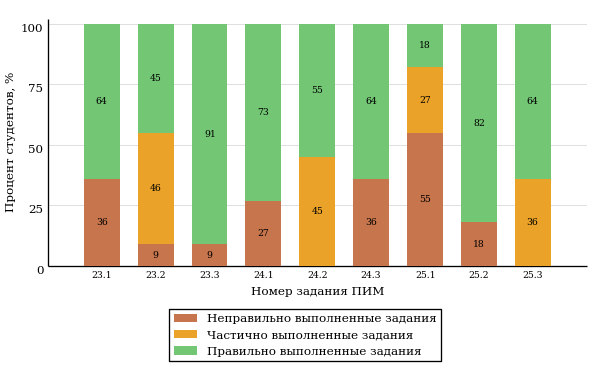 Процент студентов, %
100
75
50
25
0
64 45 91 73 55 64 18 82 64
46 45 27 36
36 9 9 27 36 55 18
23.1 23.2 23.3 24.1 24.2 24.3 25.1 25.2 25.3
Номер задания ПИМ
Неправильно выполненные задания
Частично выполненные задания
Правильно выполненные задания